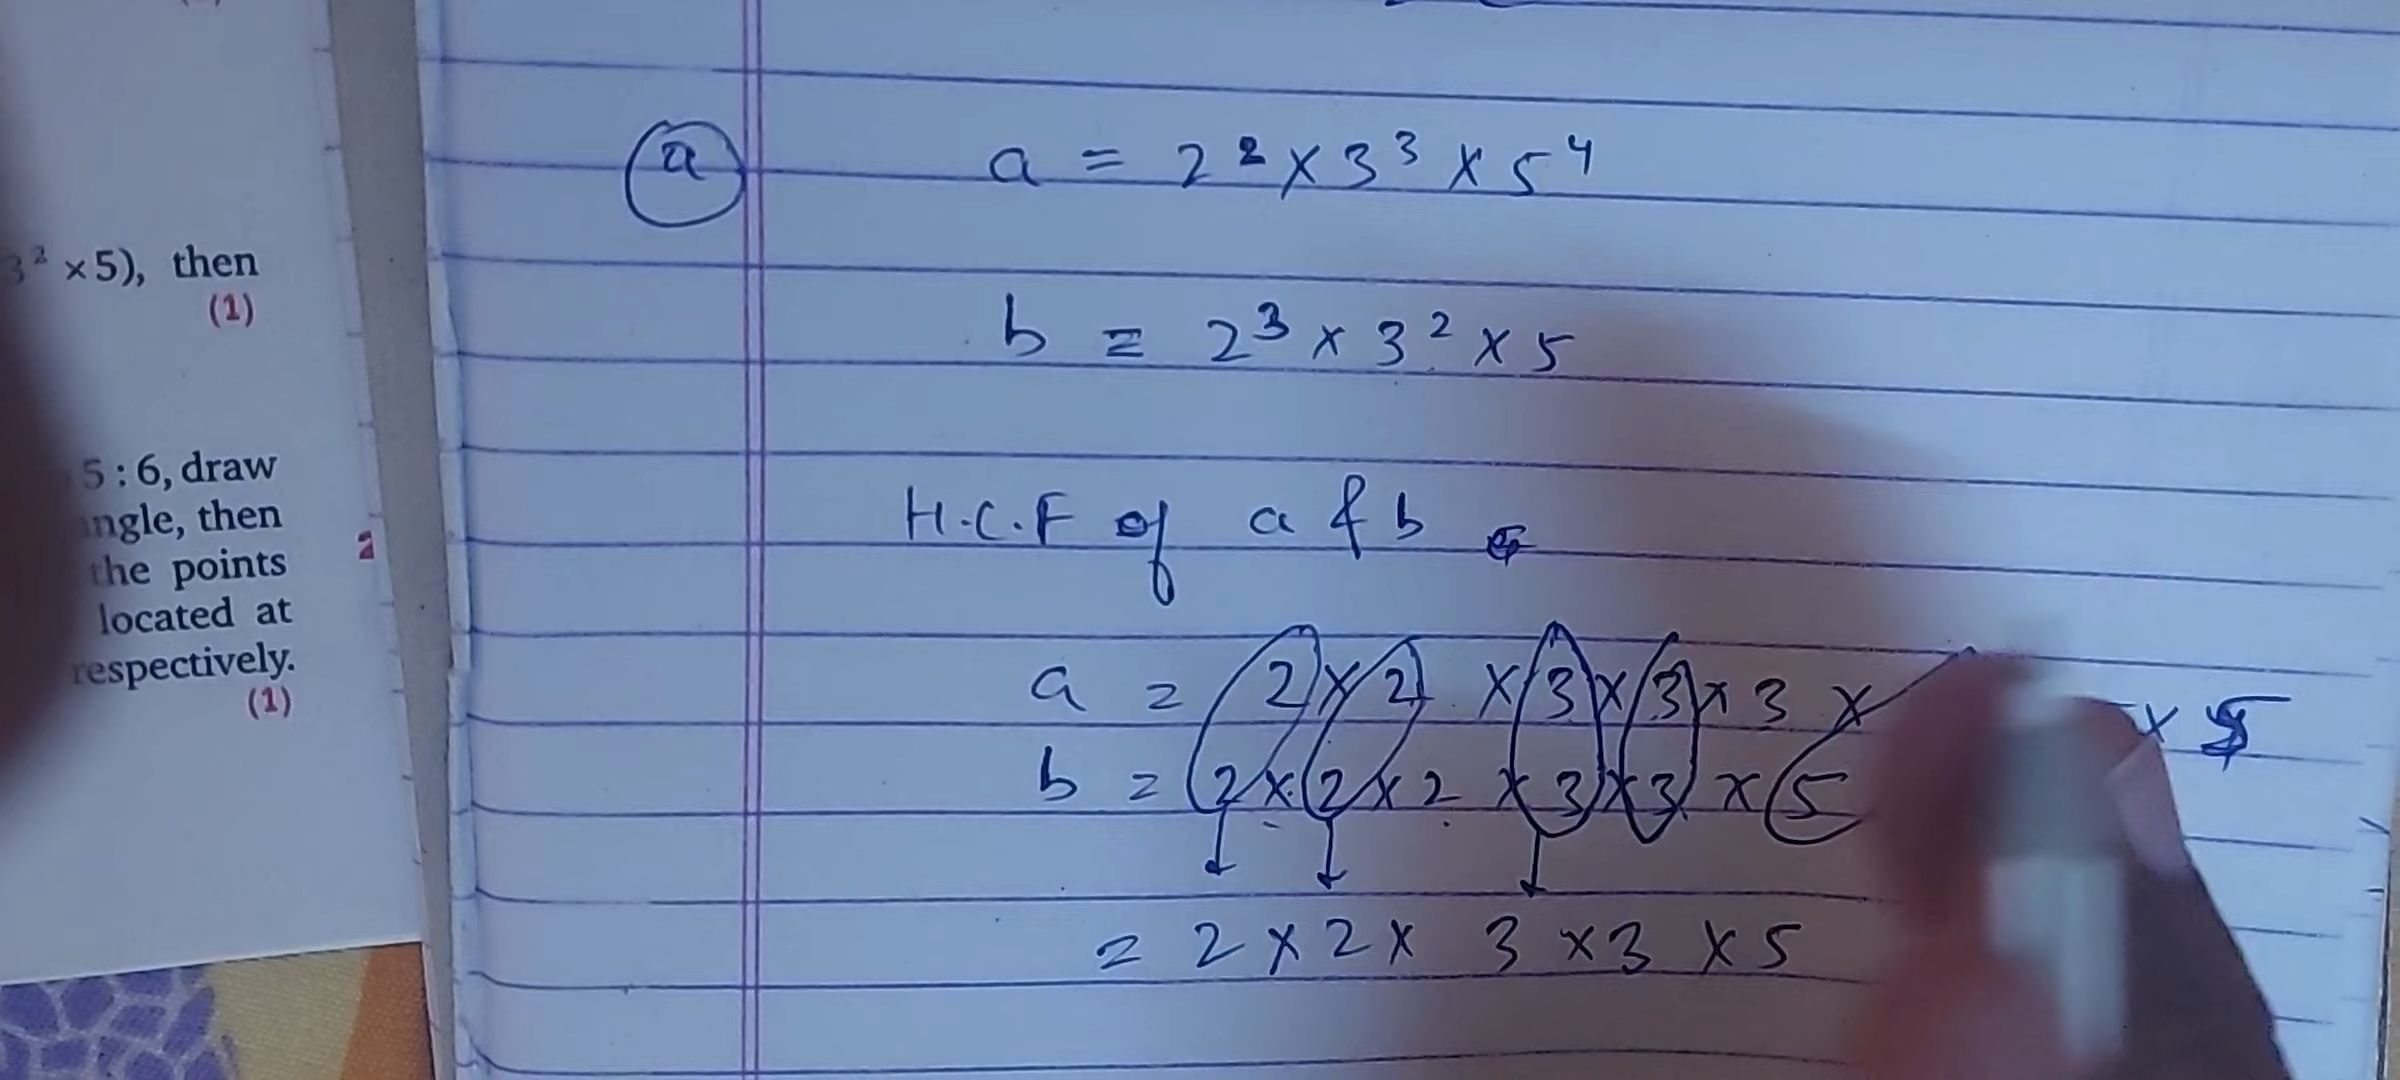 3² ×5), then
(1)
5 : 6, draw
ngle, then
the points
located at
respectively.
(1)
2
a
a = 2² × 3³ × 5⁴
b = 2³ × 3² × 5
H.C.F of a & b
a = 2 × 2 × 3 × 3 × 3 × × 5
b = 2 × 2 × 2 × 3 × 3 × 5
= 2 × 2 × 3 × 3 × 5